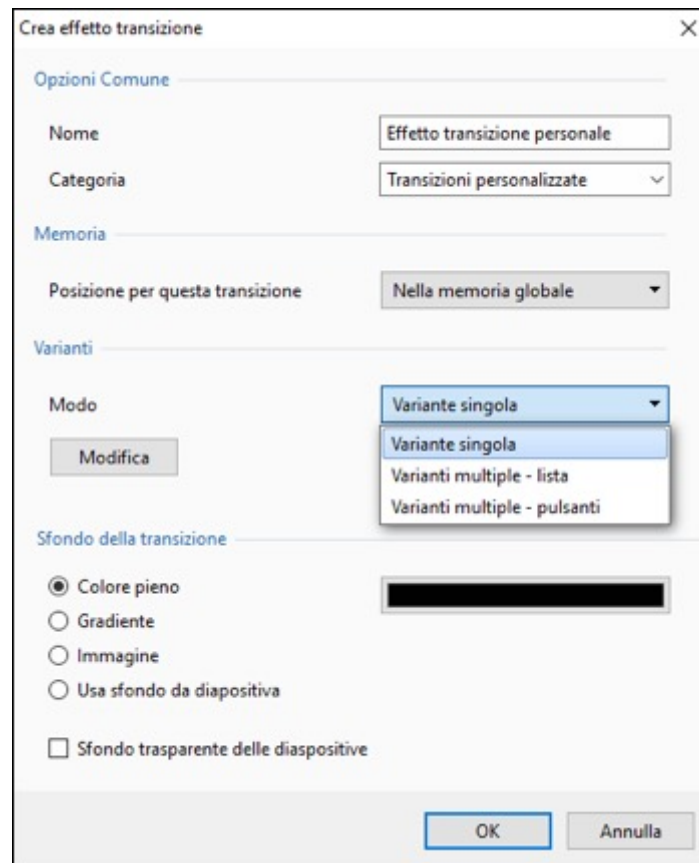 Crea effetto transizione
Opzioni Comune
Nome
Effetto transizione personale
Categoria
Transizioni personalizzate
Memoria
Posizione per questa transizione
Nella memoria globale
Varianti
Modo
Variante singola
Modifica
Variante singola
Varianti multiple - lista
Varianti multiple - pulsanti
Sfondo della transizione
Colore pieno
Gradiente
Immagine
Usa sfondo da diapositiva
Sfondo trasparente delle diaspositive
OK
Annulla